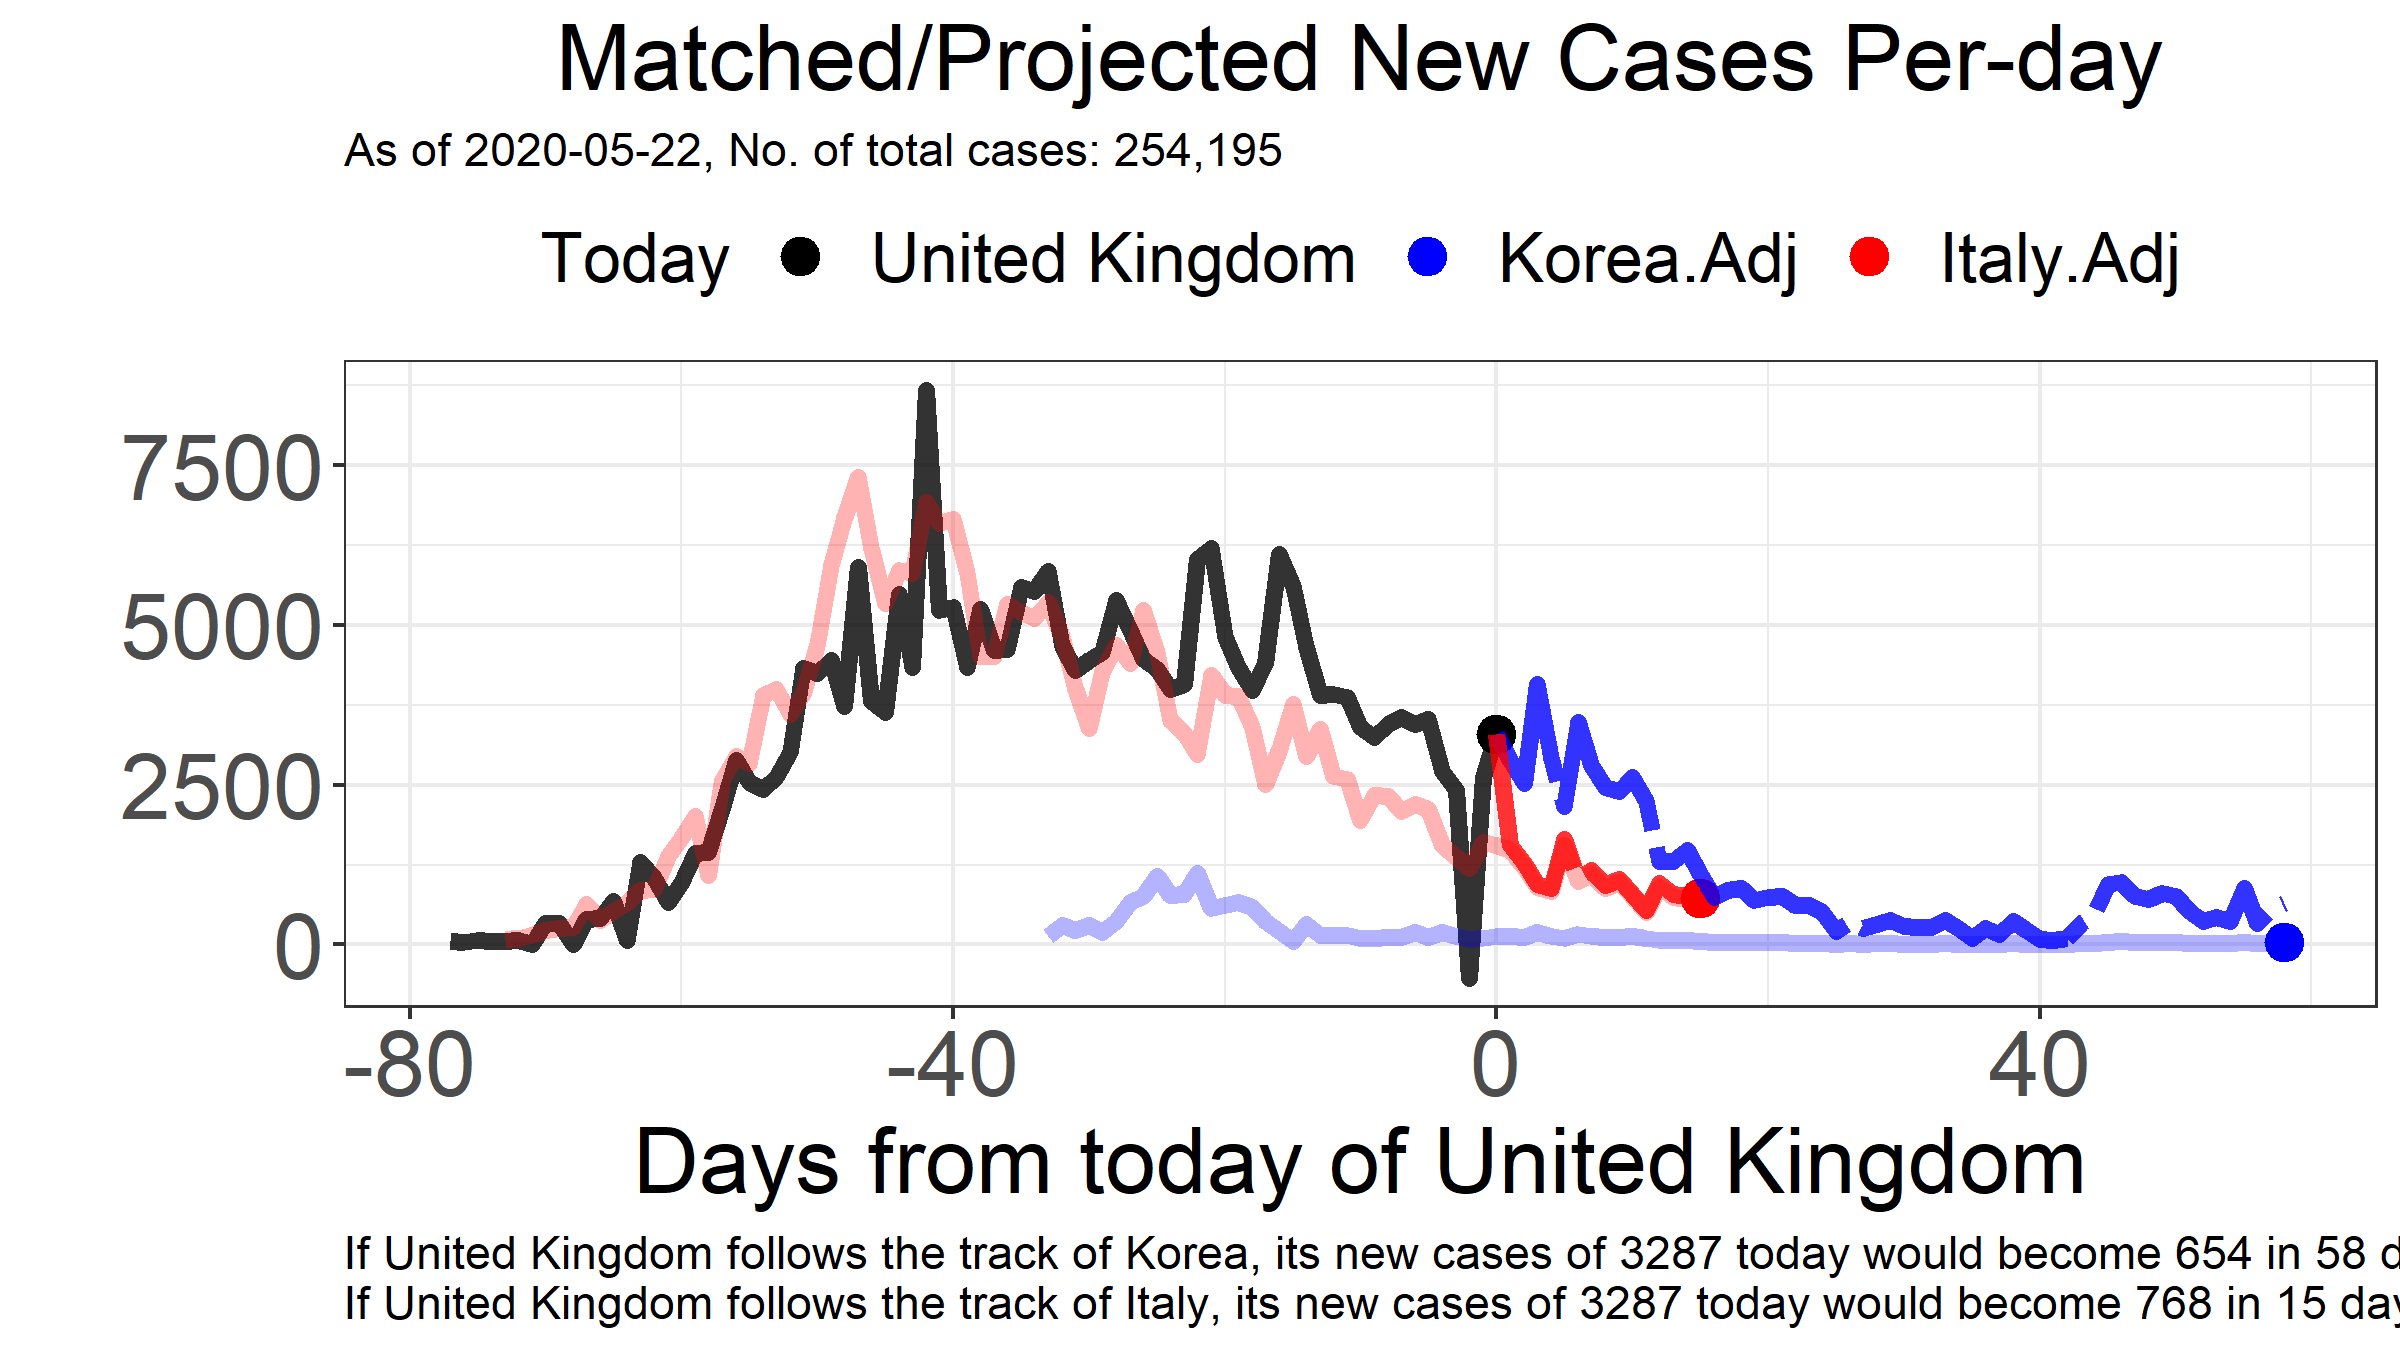 Matched/Projected New Cases Per-day
As of 2020-05-22, No. of total cases: 254,195
Today United Kingdom Korea.Adj Italy.Adj
7500
5000
2500
0
-80 -40 0 40
Days from today of United Kingdom
If United Kingdom follows the track of Korea, its new cases of 3287 today would become 654 in 58 d
If United Kingdom follows the track of Italy, its new cases of 3287 today would become 768 in 15 day